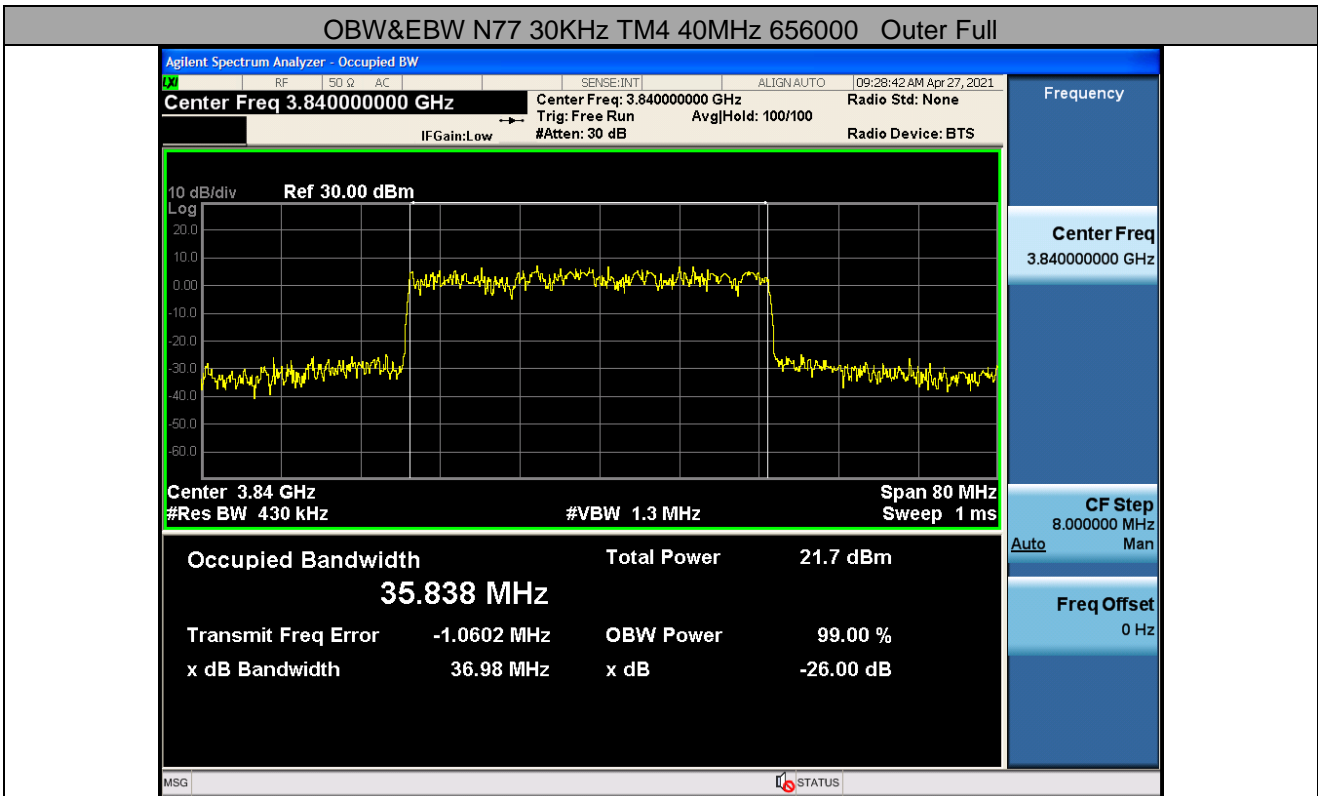 OBW&EBW N77 30KHz TM4 40MHz 656000 Outer Full
Agilent Spectrum Analyzer - Occupied BW
LXI RF 50 Ω AC SENSE:INT ALIGN AUTO 09:28:42 AM Apr 27, 2021
Center Freq 3.840000000 GHz
Center Freq: 3.840000000 GHz
Radio Std: None
Trig: Free Run Avg|Hold: 100/100
IFGain:Low
#Atten: 30 dB
Radio Device: BTS
10 dB/div Ref 30.00 dBm
Log
20.0
10.0
0.00
-10.0
-20.0
-30.0
-40.0
-50.0
-60.0
Center 3.84 GHz Span 80 MHz
#Res BW 430 kHz #VBW 1.3 MHz Sweep 1 ms
Occupied Bandwidth Total Power 21.7 dBm
35.838 MHz
Transmit Freq Error -1.0602 MHz OBW Power 99.00 %
x dB Bandwidth 36.98 MHz x dB -26.00 dB
MSG STATUS
Frequency
Center Freq
3.840000000 GHz
CF Step
8.000000 MHz
Auto Man
Freq Offset
0 Hz